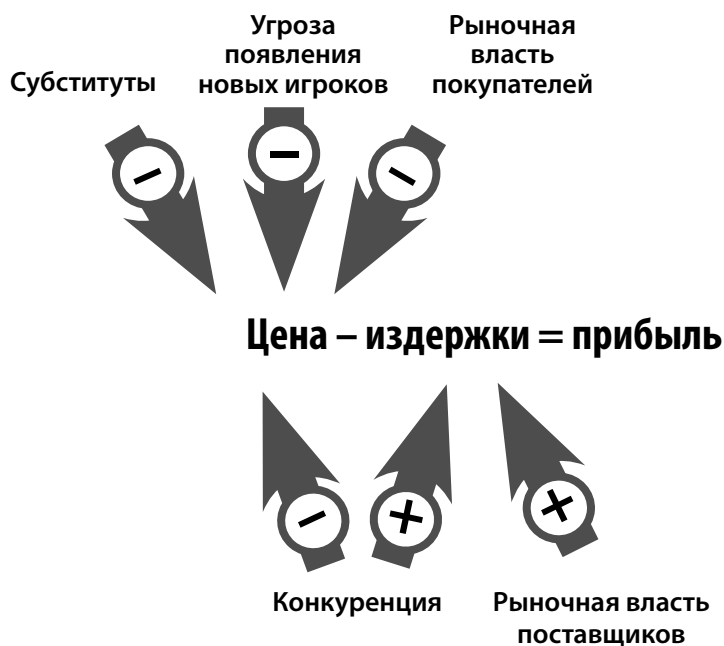 Субституты
Угроза
появления
новых игроков
Рыночная
власть
покупателей
Цена – издержки = прибыль
Конкуренция
Рыночная власть
поставщиков